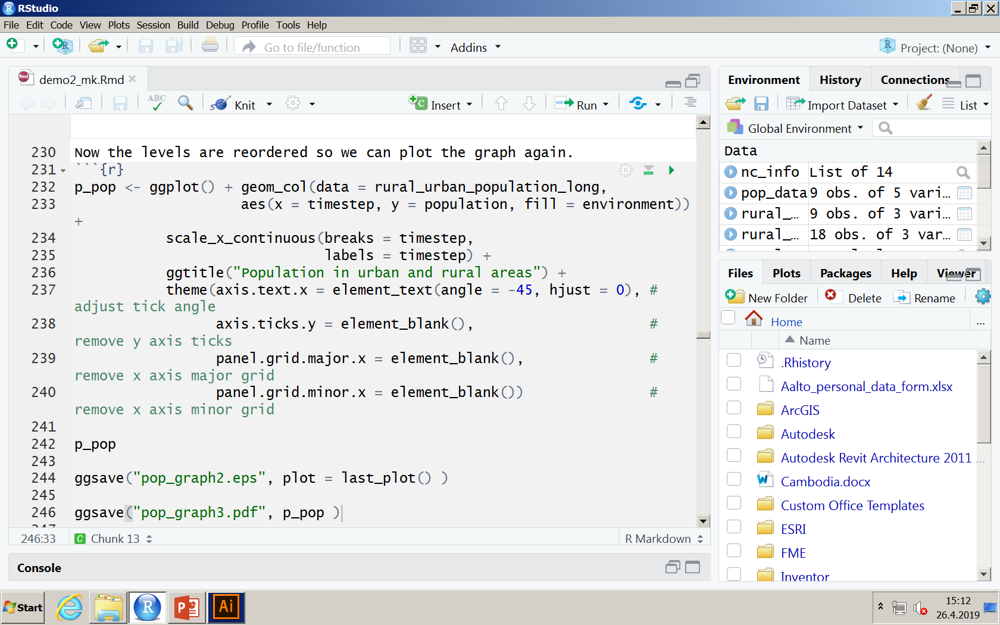 RStudio
File Edit Code View Plots Session Build Debug Profile Tools Help
Go to file/function Addins Project: (None)
demo2_mk.Rmd
ABC Knit Insert Run
230 Now the levels are reordered so we can plot the graph again.
231 ```{r}
232 p_pop <- ggplot() + geom_col(data = rural_urban_population_long,
233 aes(x = timestep, y = population, fill = environment))
+
234 scale_x_continuous(breaks = timestep,
235 labels = timestep) +
236 ggtitle("Population in urban and rural areas") +
237 theme(axis.text.x = element_text(angle = -45, hjust = 0), #
adjust tick angle
238 axis.ticks.y = element_blank(), #
remove y axis ticks
239 panel.grid.major.x = element_blank(), #
remove x axis major grid
240 panel.grid.minor.x = element_blank()) #
remove x axis minor grid
241
242 p_pop
243
244 ggsave("pop_graph2.eps", plot = last_plot() )
245
246 ggsave("pop_graph3.pdf", p_pop )
246:33 Chunk 13 R Markdown
Console
Environment History Connections
Import Dataset List
Global Environment
Data
nc_info List of 14
pop_data 9 obs. of 5 vari…
rural_… 9 obs. of 3 vari…
rural_… 18 obs. of 3 var…
Files Plots Packages Help Viewer
New Folder Delete Rename
Home ...
Name
.Rhistory
Aalto_personal_data_form.xlsx
ArcGIS
Autodesk
Autodesk Revit Architecture 2011 ...
Cambodia.docx
Custom Office Templates
ESRI
FME
Inventor
Start
Ai
15:12
26.4.2019